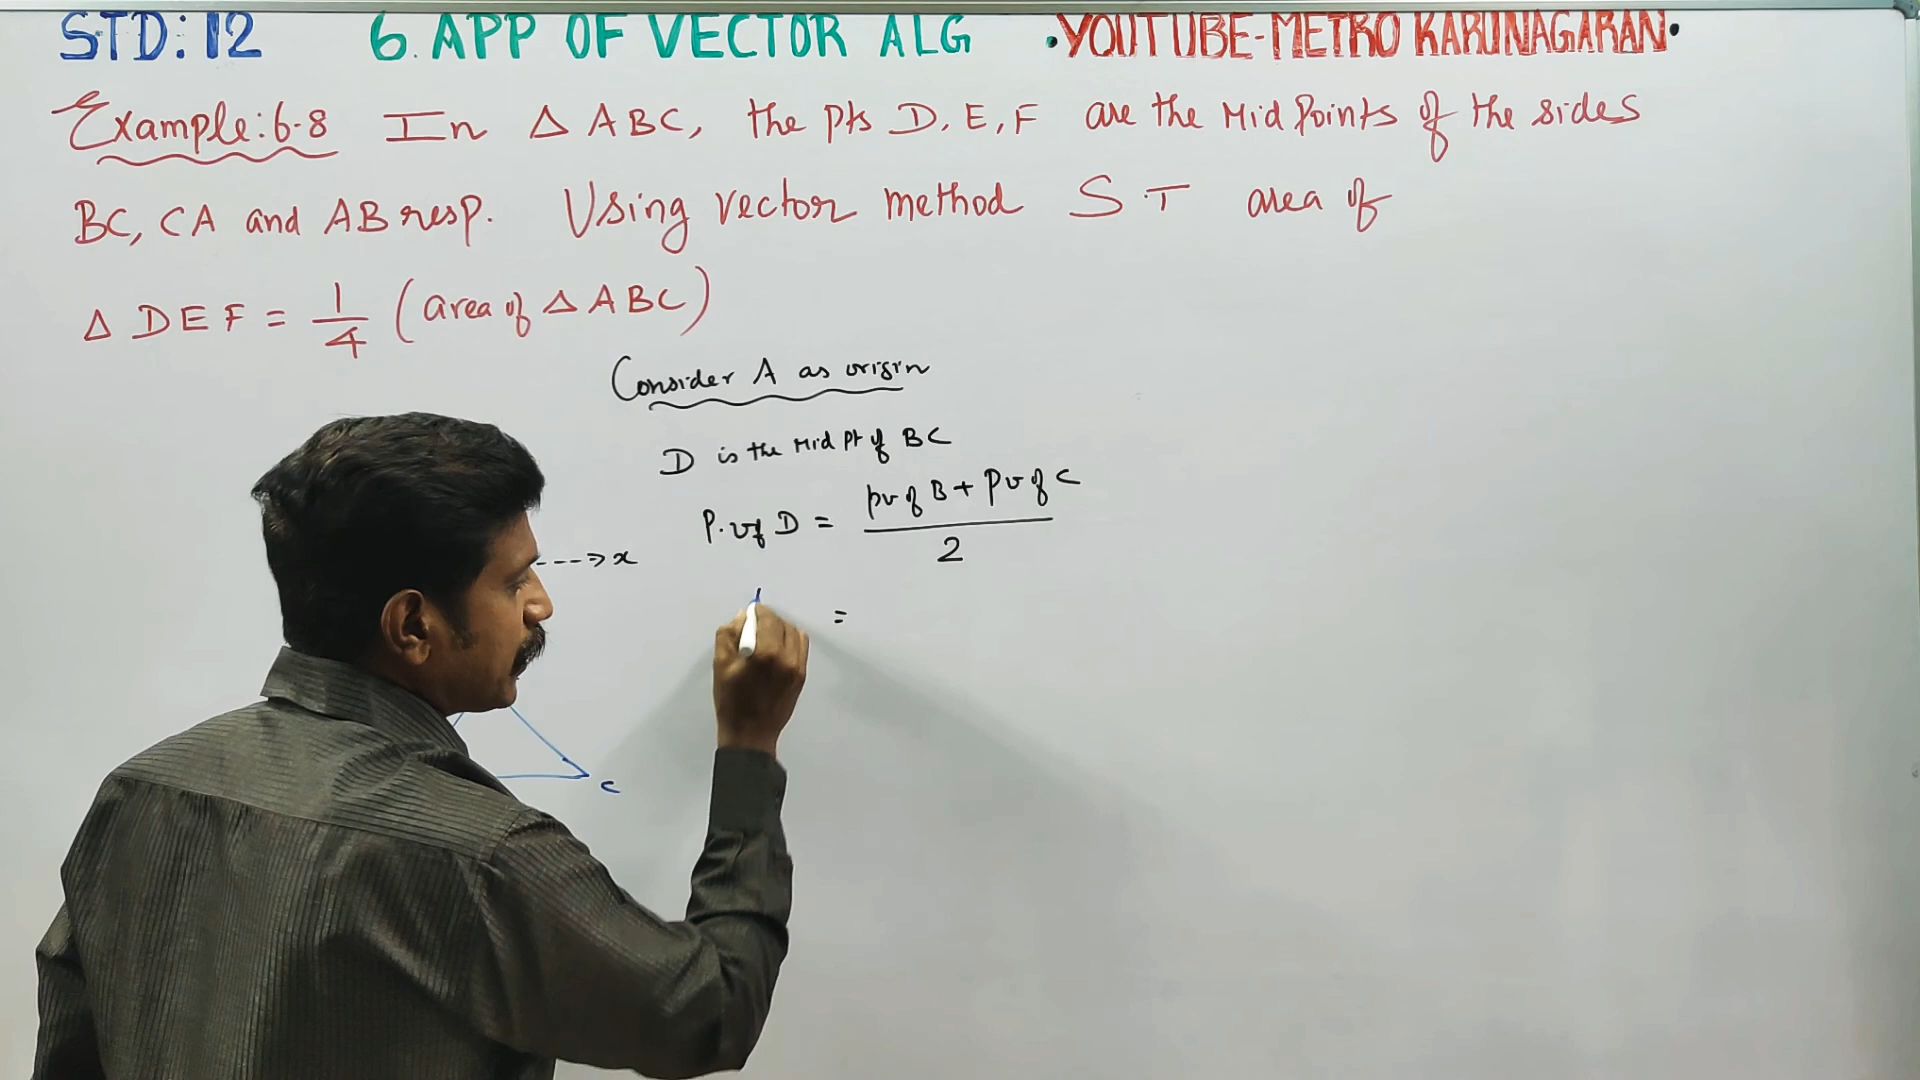 STD: 12 6. APP OF VECTOR ALG • YOUTUBE-METRO KARUNAGARAN •
Example: 6.8 In Δ ABC, the pts D, E, F are the Mid Points of the sides
BC, CA and AB resp. Using vector method S.T area of
Δ DEF = 1/4 (area of Δ ABC)
Consider A as origin
D is the Mid Pt of BC
P.v of D = (pv of B + pv of C)/2
---> x
=
C